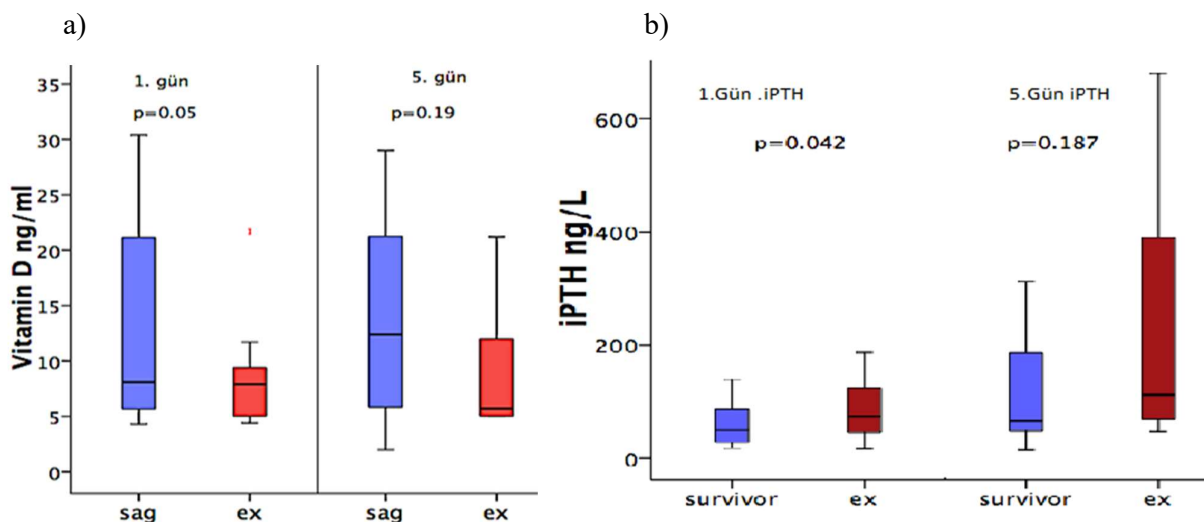 a)
1. gün
p=0.05
5. gün
p=0.19
Vitamin D ng/ml
35
30
25
20
15
10
5
0
sag
ex
sag
ex
b)
1.Gün .iPTH
p=0.042
5.Gün iPTH
p=0.187
iPTH ng/L
600
400
200
0
survivor
ex
survivor
ex